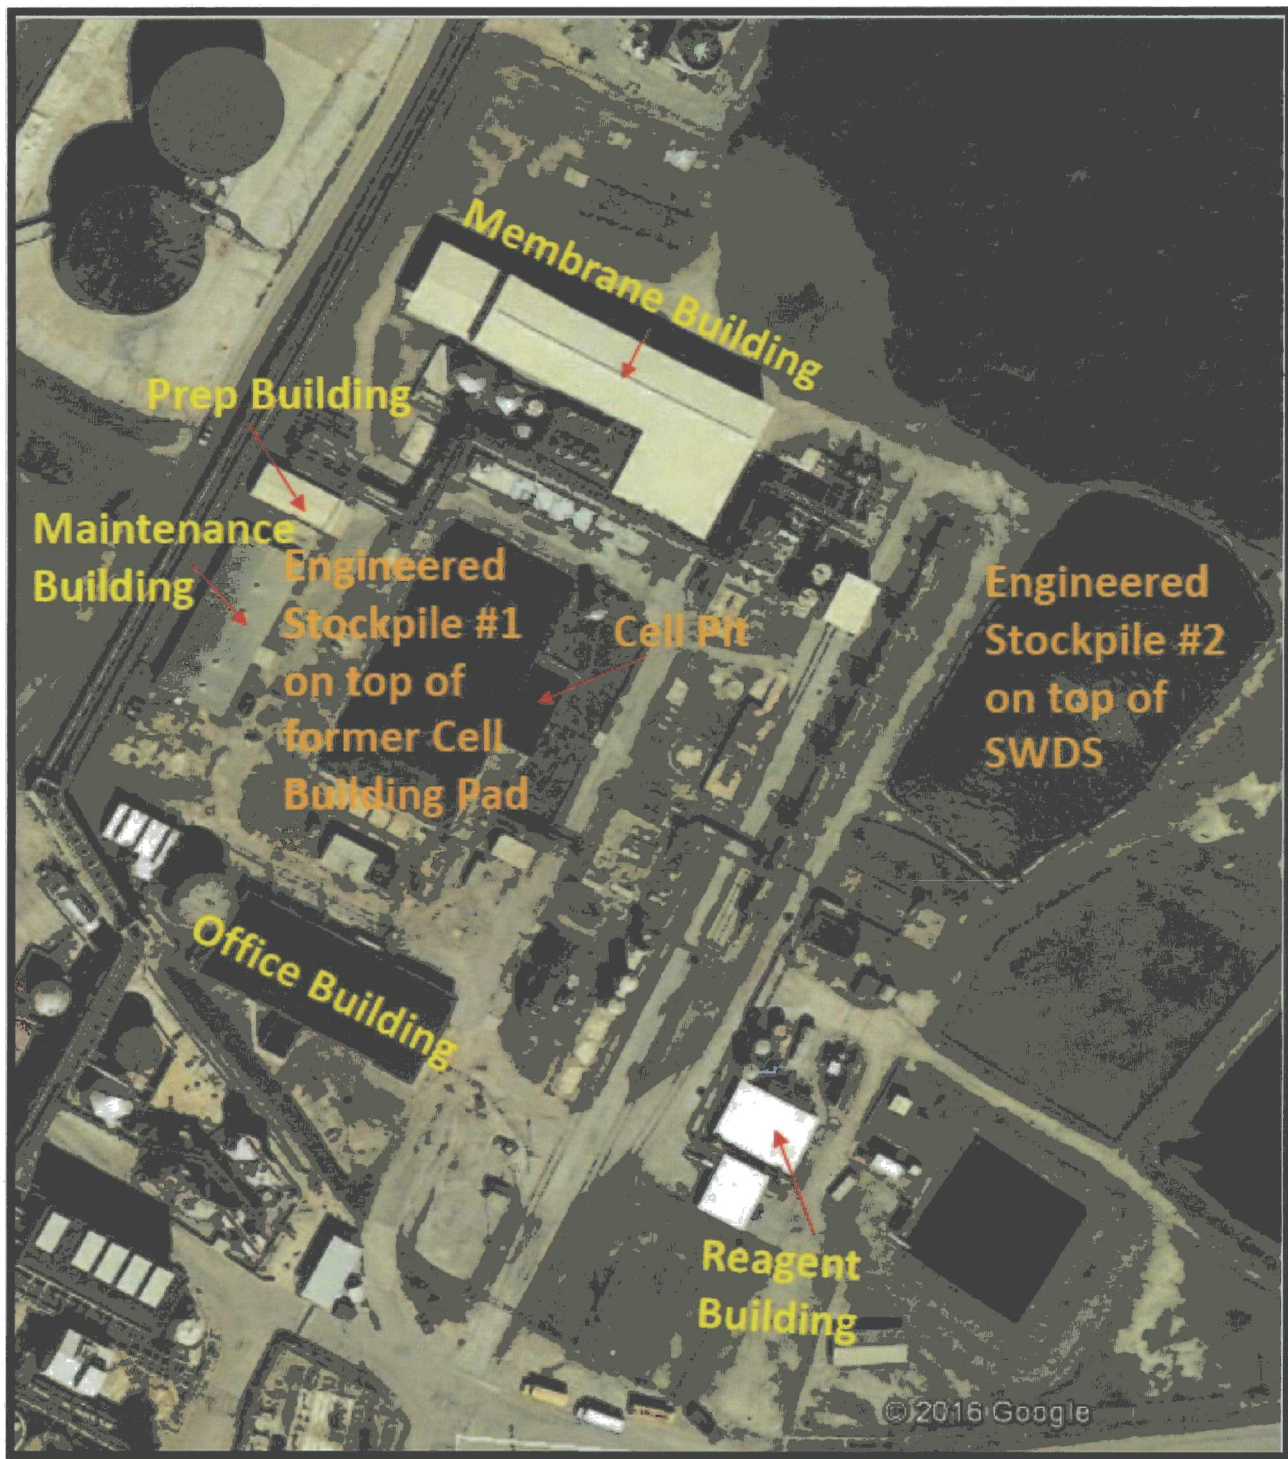 Membrane Building
Prep Building
Maintenance
Building
Engineered
Stockpile #1
on top of
former Cell
Building Pad
Cell Pit
Engineered
Stockpile #2
on top of
SWDS
Office Building
Reagent
Building
© 2016 Google